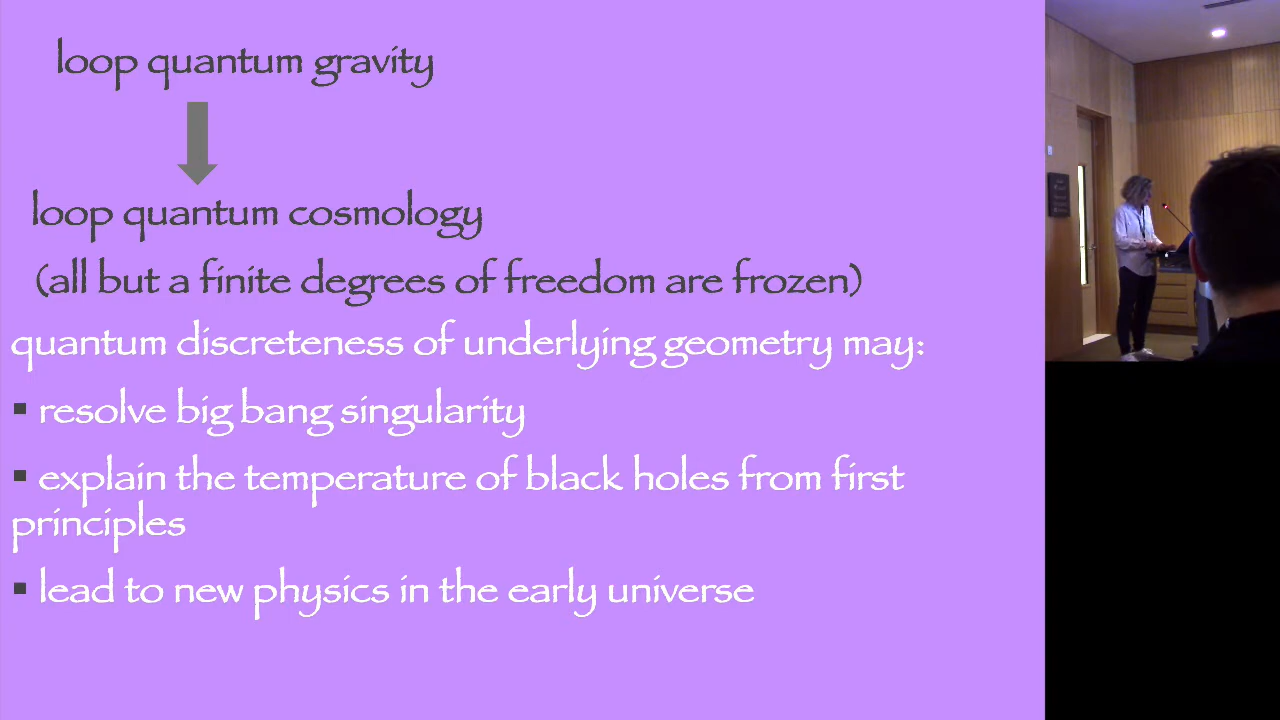 loop quantum gravity
loop quantum cosmology
(all but a finite degrees of freedom are frozen)
quantum discreteness of underlying geometry may:
▪ resolve big bang singularity
▪ explain the temperature of black holes from first
principles
▪ lead to new physics in the early universe